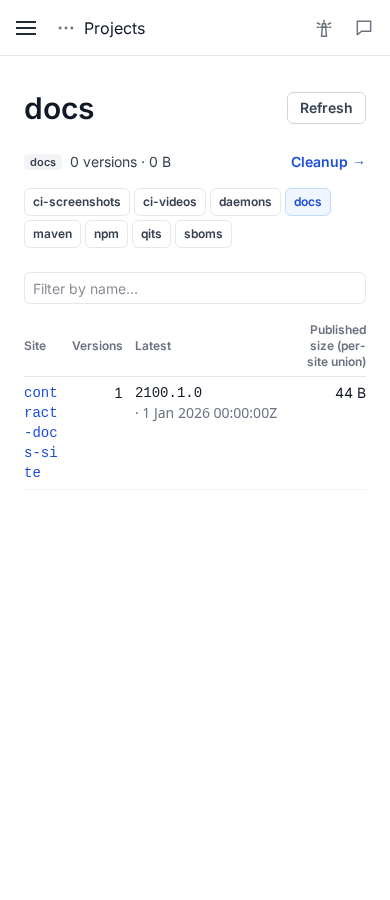 Projects
docs
Refresh
docs 0 versions · 0 B
Cleanup →
ci-screenshots ci-videos daemons docs
maven npm qits sboms
Filter by name...
Site Versions Latest Published size (per-site union)
cont
ract
-doc
s-si
te
1
2100.1.0
· 1 Jan 2026 00:00:00Z
44 B